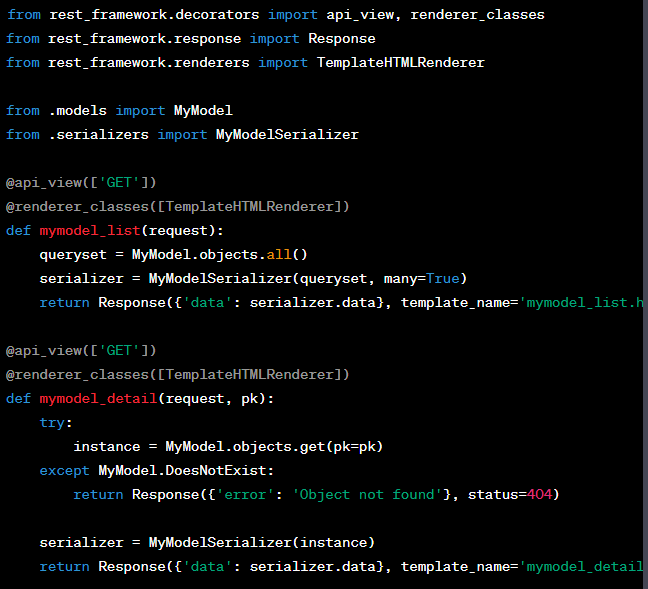 from rest_framework.decorators import api_view, renderer_classes
from rest_framework.response import Response
from rest_framework.renderers import TemplateHTMLRenderer

from .models import MyModel
from .serializers import MyModelSerializer

@api_view(['GET'])
@renderer_classes([TemplateHTMLRenderer])
def mymodel_list(request):
    queryset = MyModel.objects.all()
    serializer = MyModelSerializer(queryset, many=True)
    return Response({'data': serializer.data}, template_name='mymodel_list.h

@api_view(['GET'])
@renderer_classes([TemplateHTMLRenderer])
def mymodel_detail(request, pk):
    try:
        instance = MyModel.objects.get(pk=pk)
    except MyModel.DoesNotExist:
        return Response({'error': 'Object not found'}, status=404)

    serializer = MyModelSerializer(instance)
    return Response({'data': serializer.data}, template_name='mymodel_detail